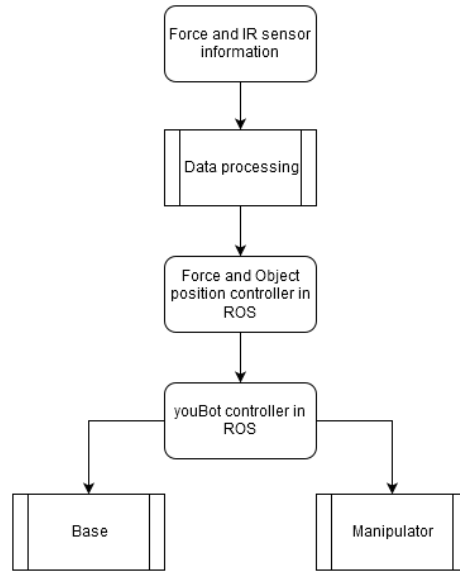 Force and IR sensor
information
Data processing
Force and Object
position controller in
ROS
youBot controller in
ROS
Base
Manipulator